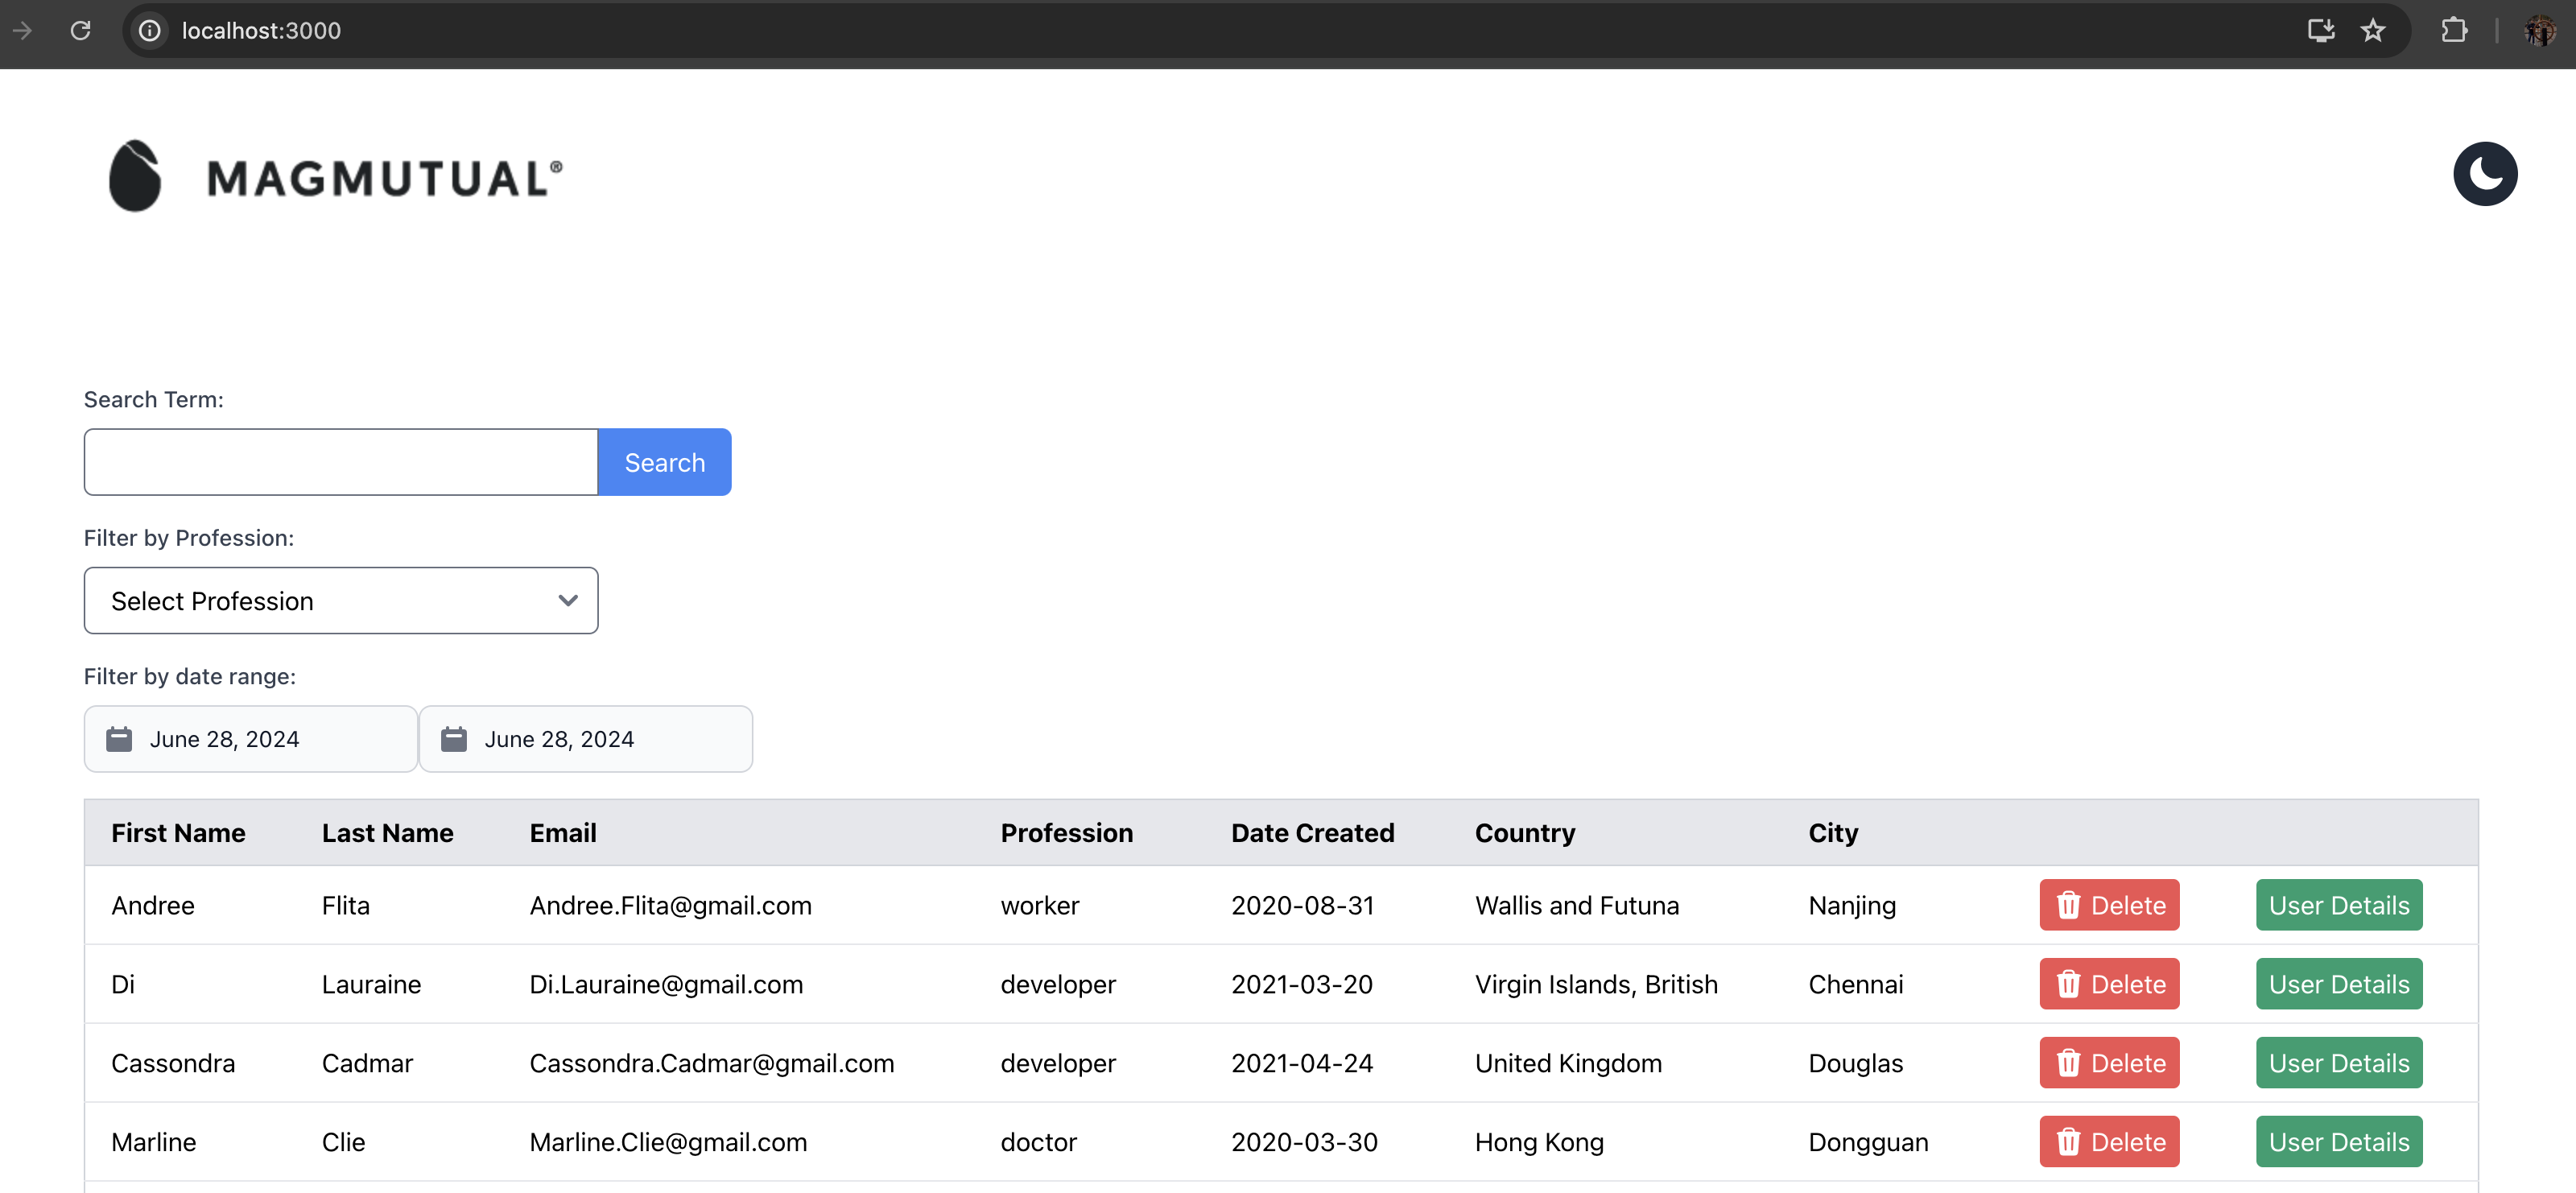 localhost:3000
MAGMUTUAL®
Search Term:
Search
Filter by Profession:
Select Profession
Filter by date range:
June 28, 2024 June 28, 2024
First Name Last Name Email Profession Date Created Country City
Andree Flita Andree.Flita@gmail.com worker 2020-08-31 Wallis and Futuna Nanjing Delete User Details
Di Lauraine Di.Lauraine@gmail.com developer 2021-03-20 Virgin Islands, British Chennai Delete User Details
Cassondra Cadmar Cassondra.Cadmar@gmail.com developer 2021-04-24 United Kingdom Douglas Delete User Details
Marline Clie Marline.Clie@gmail.com doctor 2020-03-30 Hong Kong Dongguan Delete User Details